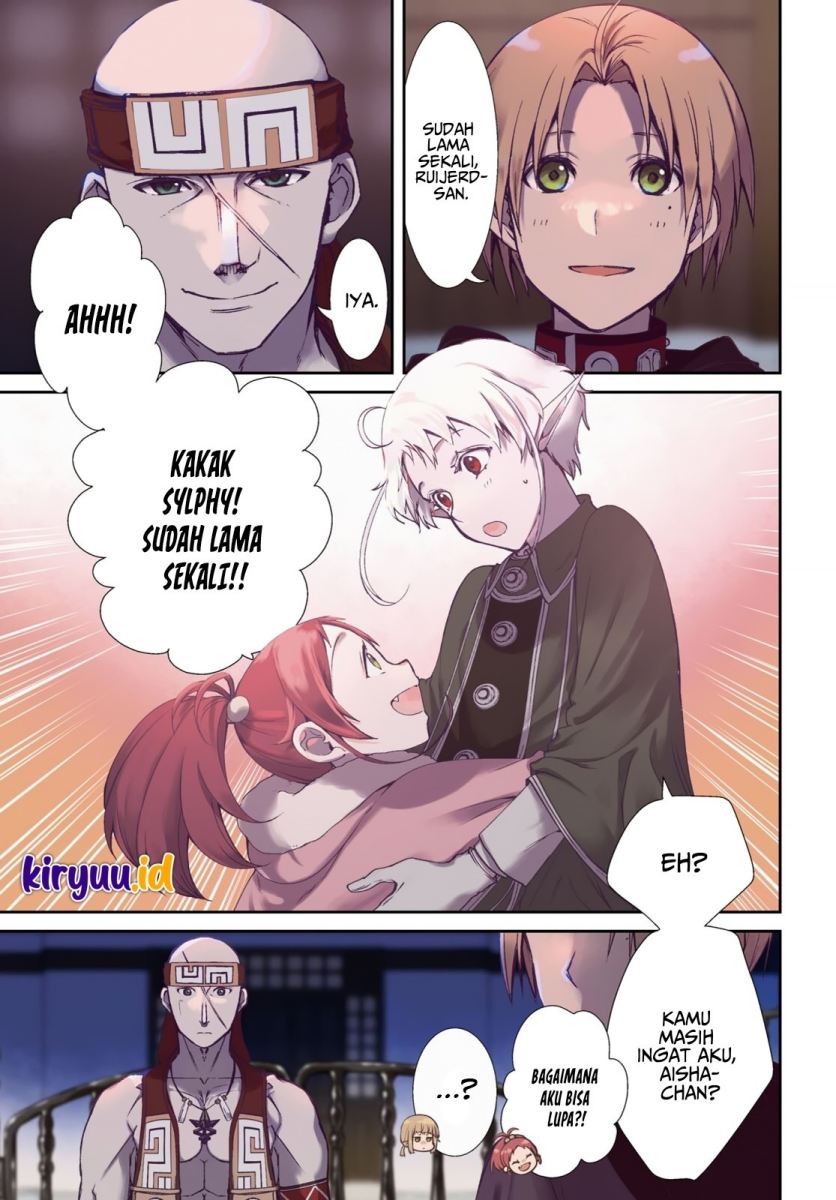 SUDAH
LAMA
SEKALI,
RUIJERD-
SAN.
IYA.
AHHH!
KAKAK
SYLPHY!
SUDAH LAMA
SEKALI!!
EH?
KAMU
MASIH
INGAT AKU,
AISHA-
CHAN?
BAGAIMANA
AKU BISA
LUPA?!
...?
kiryuu.id